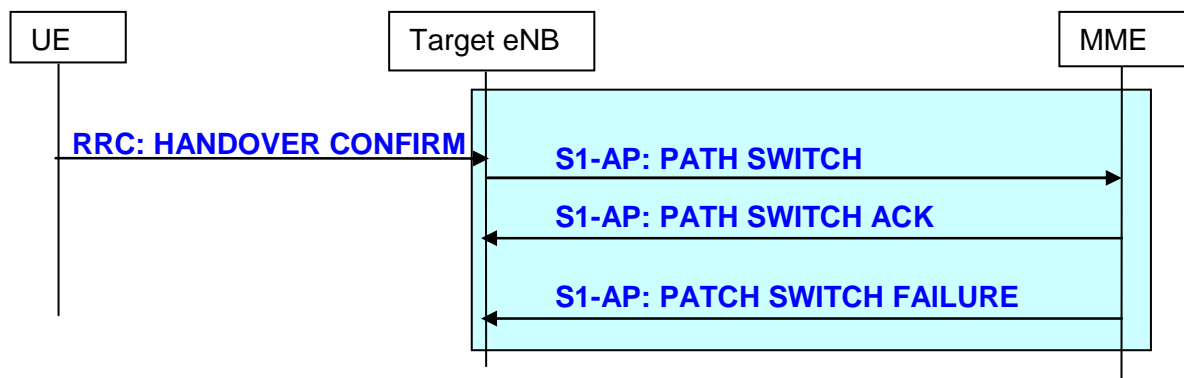 UE
Target eNB
MME
RRC: HANDOVER CONFIRM
S1-AP: PATH SWITCH
S1-AP: PATH SWITCH ACK
S1-AP: PATCH SWITCH FAILURE